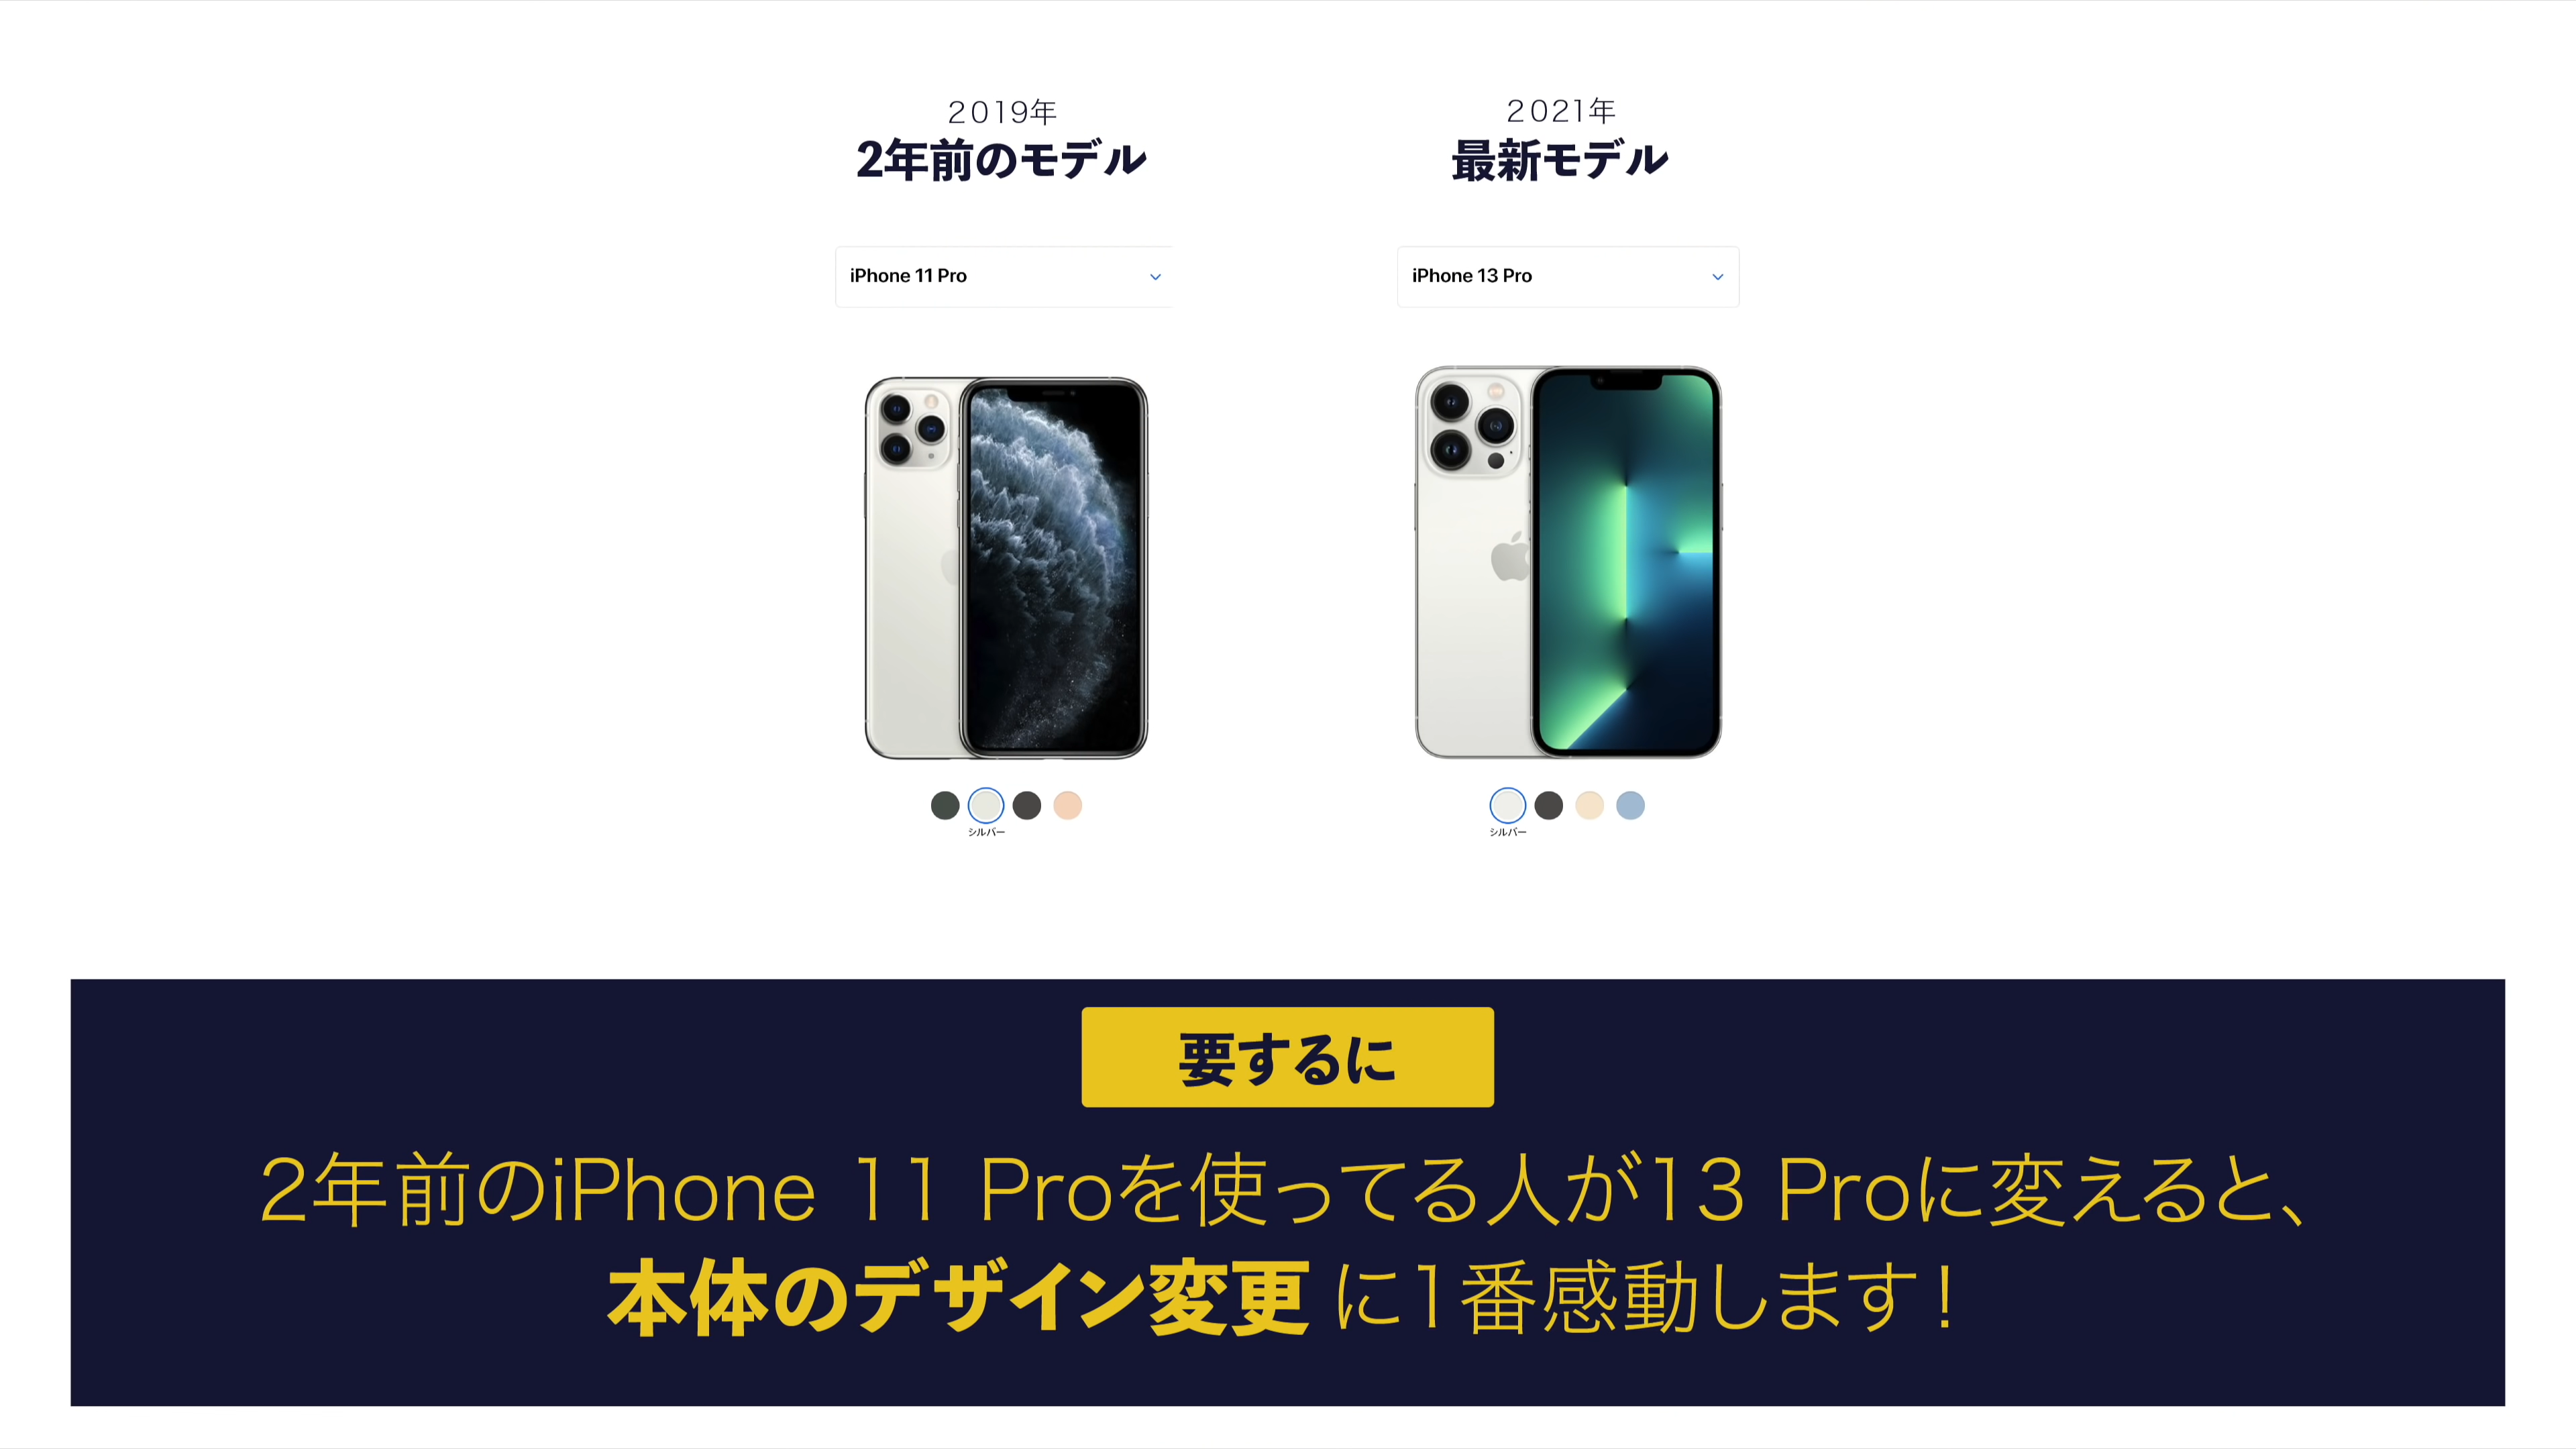 2019年
2年前のモデル
2021年
最新モデル
iPhone 11 Pro
iPhone 13 Pro
シルバー
シルバー
要するに
2年前のiPhone 11 Proを使ってる人が13 Proに変えると、
本体のデザイン変更に1番感動します！